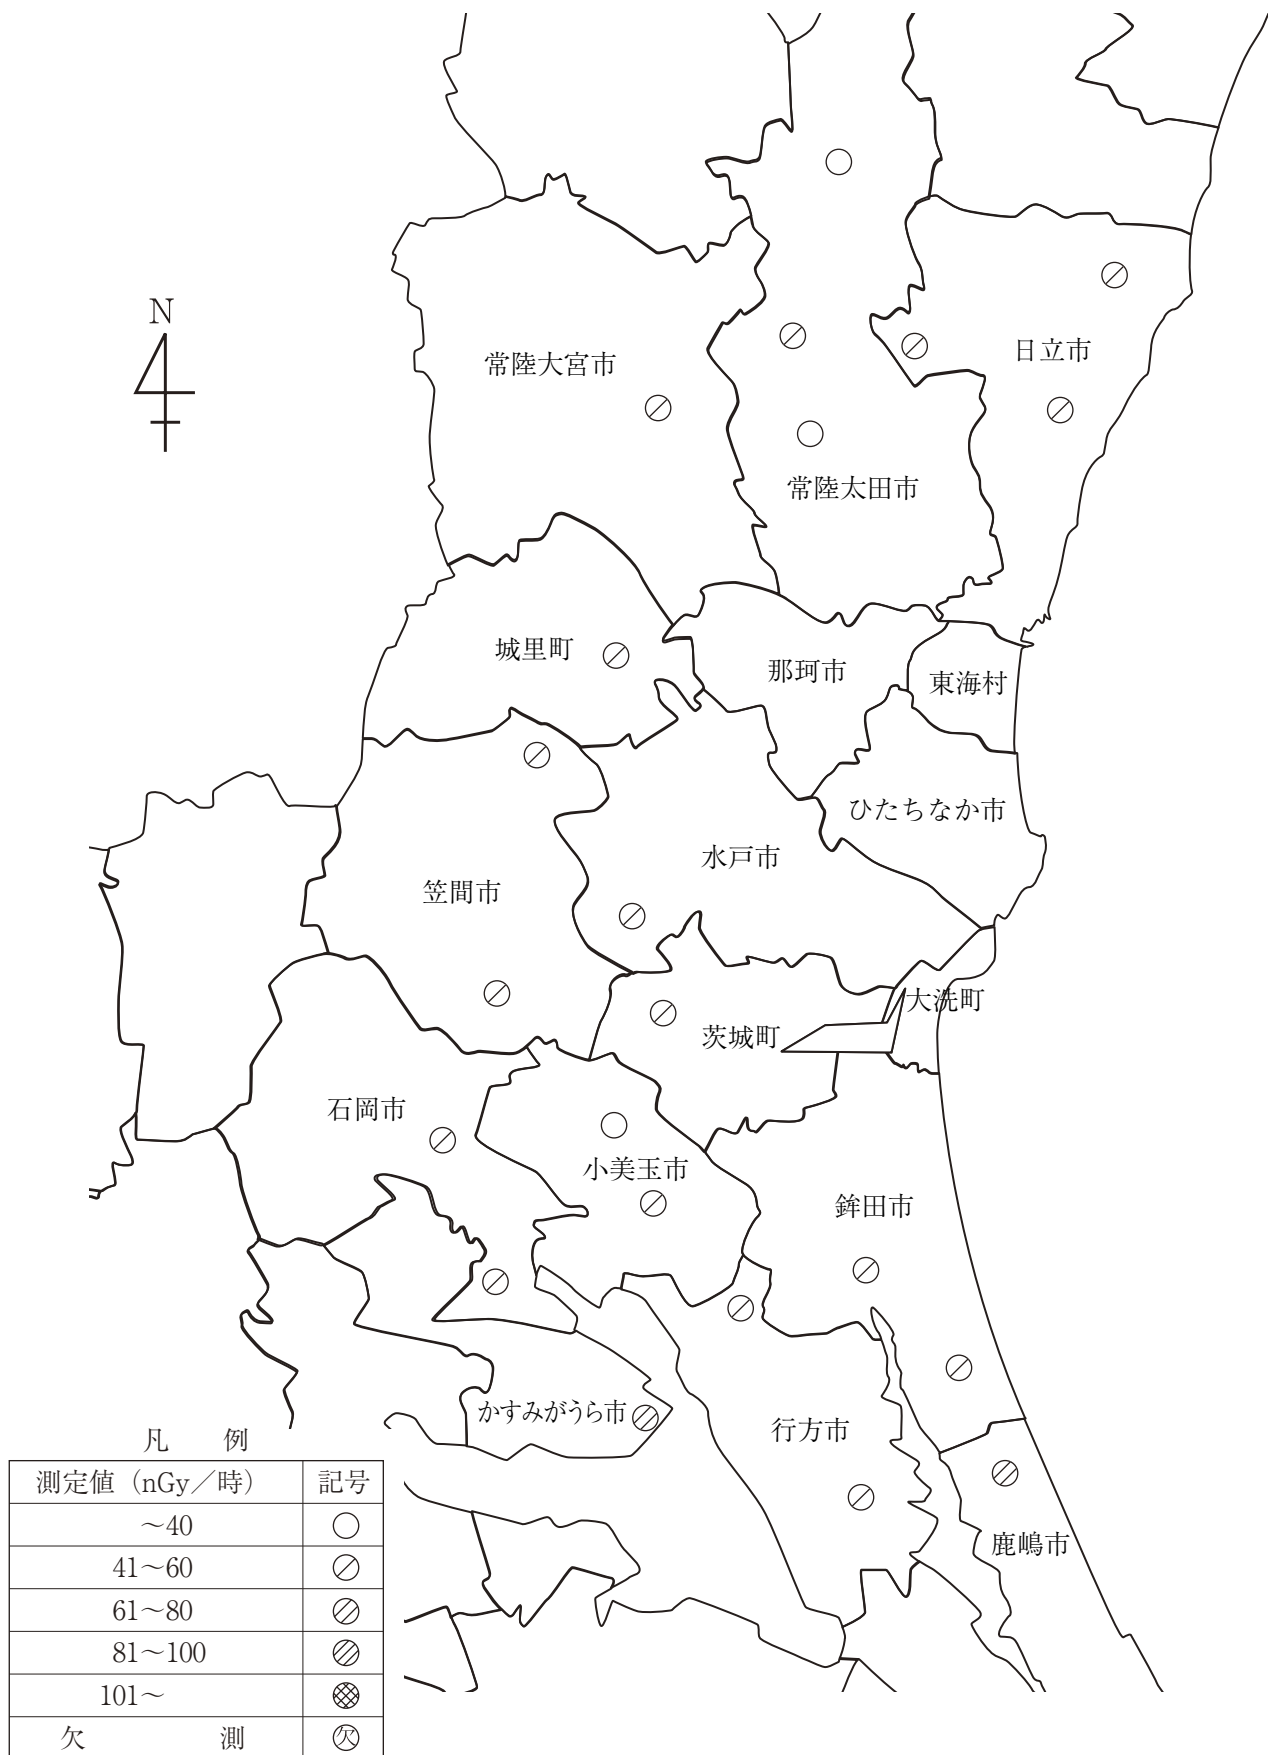 N
常陸大宮市
日立市
常陸太田市
城里町
那珂市
東海村
ひたちなか市
水戸市
笠間市
大洗町
茨城町
石岡市
小美玉市
鉾田市
かすみがうら市
行方市
鹿嶋市
凡 例
測定値（nGy／時） 記号
～40
41～60
61～80
81～100
101～
欠 測 欠